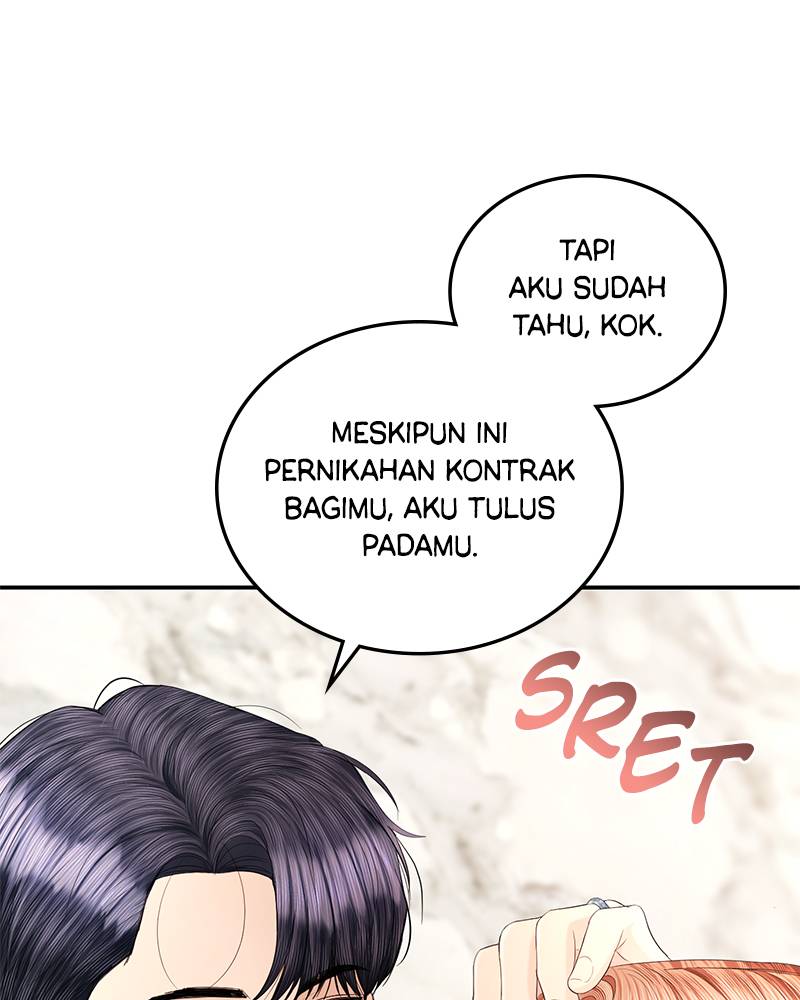 TAPI
AKU SUDAH
TAHU, KOK.
MESKIPUN INI
PERNIKAHAN KONTRAK
BAGIMU, AKU TULUS
PADAMU.
SRET